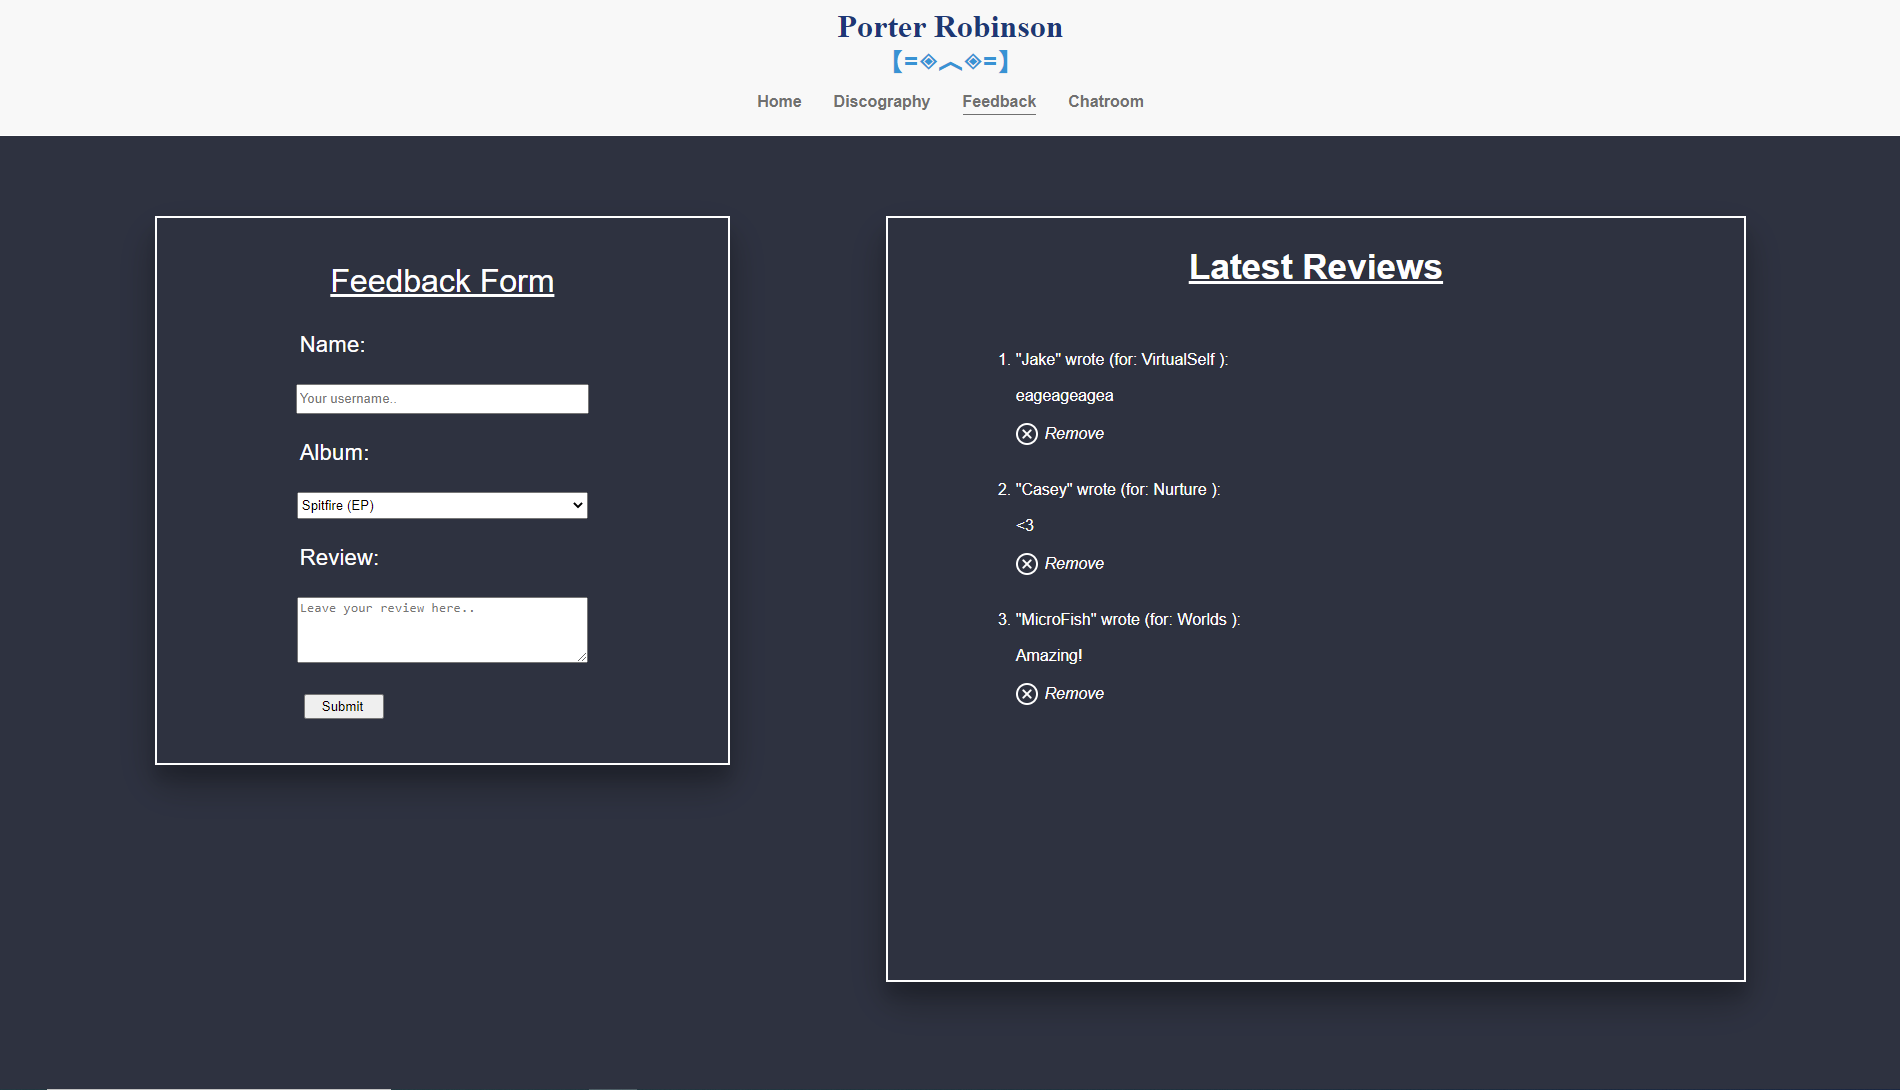 Porter Robinson
【=◈︿◈=】
Home Discography Feedback Chatroom
Feedback Form
Name:
Your username..
Album:
Spitfire (EP)
Review:
Leave your review here..
Submit
Latest Reviews
1. "Jake" wrote (for: VirtualSelf ):
eageageagea
Remove
2. "Casey" wrote (for: Nurture ):
<3
Remove
3. "MicroFish" wrote (for: Worlds ):
Amazing!
Remove